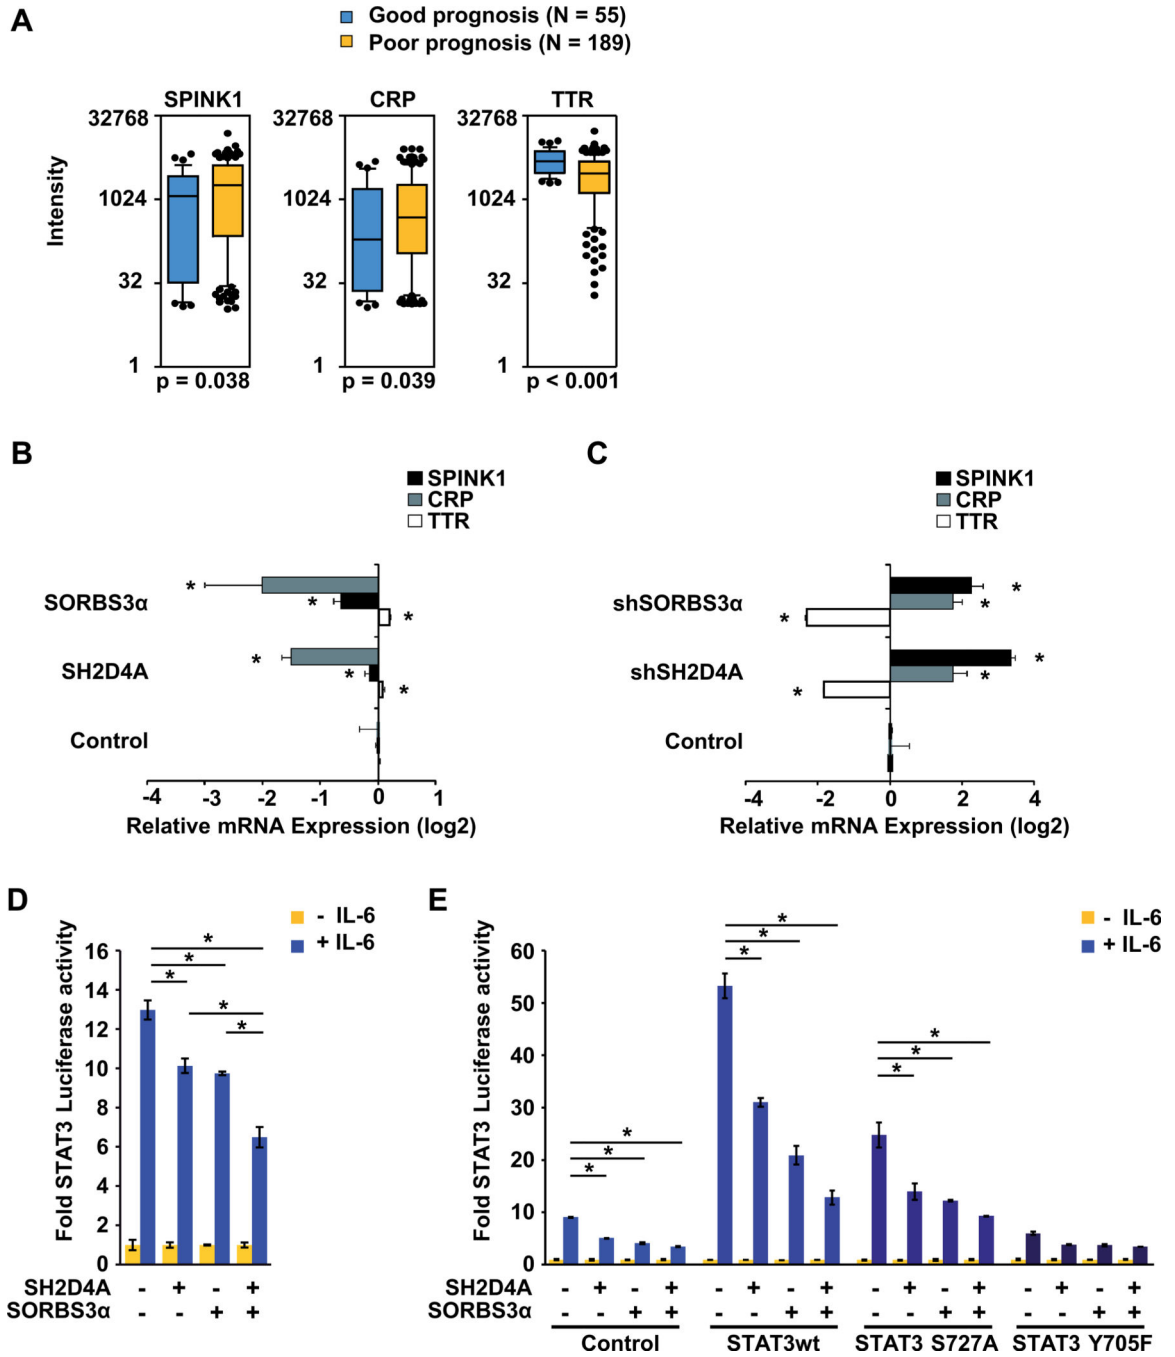 A
Good prognosis (N = 55)
Poor prognosis (N = 189)
SPINK1 CRP TTR
Intensity
32768 32768 32768
1024 1024 1024
32 32 32
1 1 1
p = 0.038 p = 0.039 p < 0.001
B
SPINK1
CRP
TTR
SORBS3α
* * *
SH2D4A
* * *
Control
-4 -3 -2 -1 0 1
Relative mRNA Expression (log2)
C
SPINK1
CRP
TTR
shSORBS3α
* * *
shSH2D4A
* * *
Control
-4 -2 0 2 4
Relative mRNA Expression (log2)
D
- IL-6
+ IL-6
Fold STAT3 Luciferase activity
16
14
12
10
8
6
4
2
0
* * * * *
SH2D4A - + - +
SORBS3α - - + +
E
- IL-6
+ IL-6
Fold STAT3 Luciferase activity
60
50
40
30
20
10
0
* * * * * * * * *
SH2D4A - + - + - + - + - + - + - + - +
SORBS3α - - + + - - + + - - + + - - + +
Control STAT3wt STAT3 S727A STAT3 Y705F